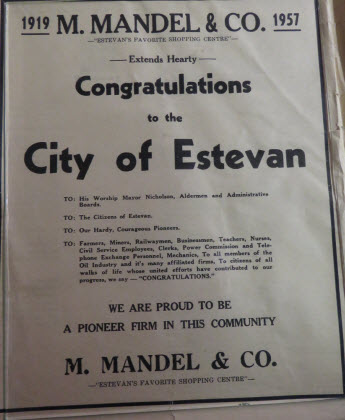 1919 M. MANDEL & CO. 1957
—"ESTEVAN'S FAVORITE SHOPPING CENTRE"—
—Extends Hearty—
Congratulations
to the
City of Estevan
TO: His Worship Mayor Nicholson, Aldermen and Administrative
Boards.
TO: The Citizens of Estevan.
TO: Our Hardy, Courageous Pioneers.
TO: Farmers, Miners, Railwaymen, Businessmen, Teachers, Nurses,
Civil Service Employees, Clerks, Power Commission and Tele-
phone Exchange Personnel, Mechanics, To all members of the
Oil Industry and it's many affiliated firms, To citizens of all
walks of life whose united efforts have contributed to our
progress, we say — "CONGRATULATIONS."
WE ARE PROUD TO BE
A PIONEER FIRM IN THIS COMMUNITY
M. MANDEL & CO.
—"ESTEVAN'S FAVORITE SHOPPING CENTRE"—